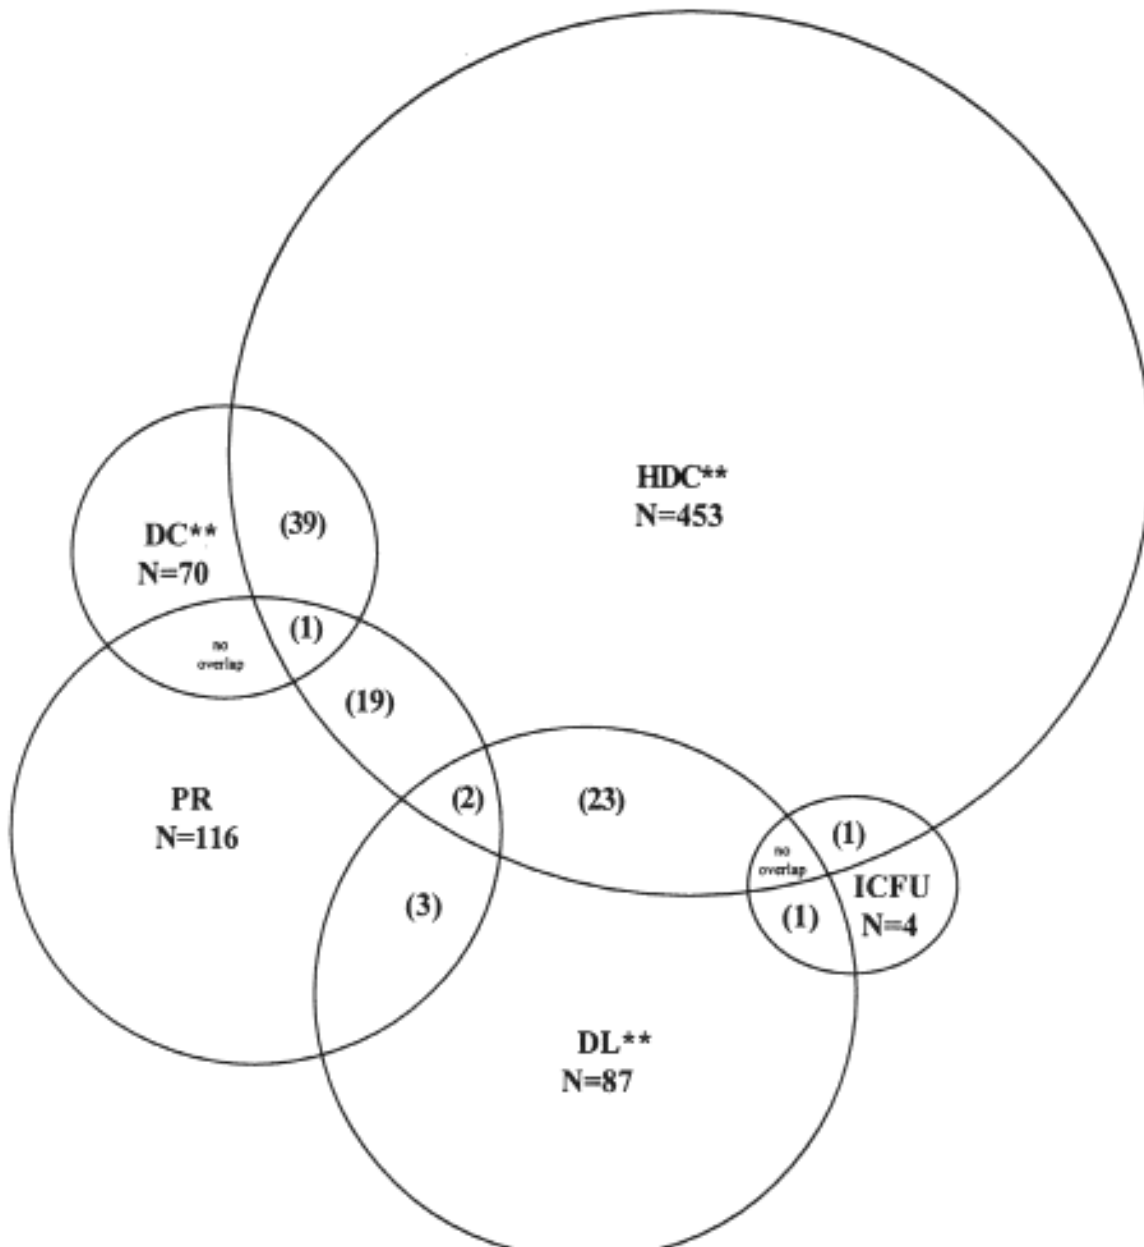 HDC**
N=453
(39)
DC**
N=70
(1)
no
overlap
(19)
PR
N=116
(2)
(23)
(1)
no
overlap
ICFU
N=4
(3)
(1)
DL**
N=87